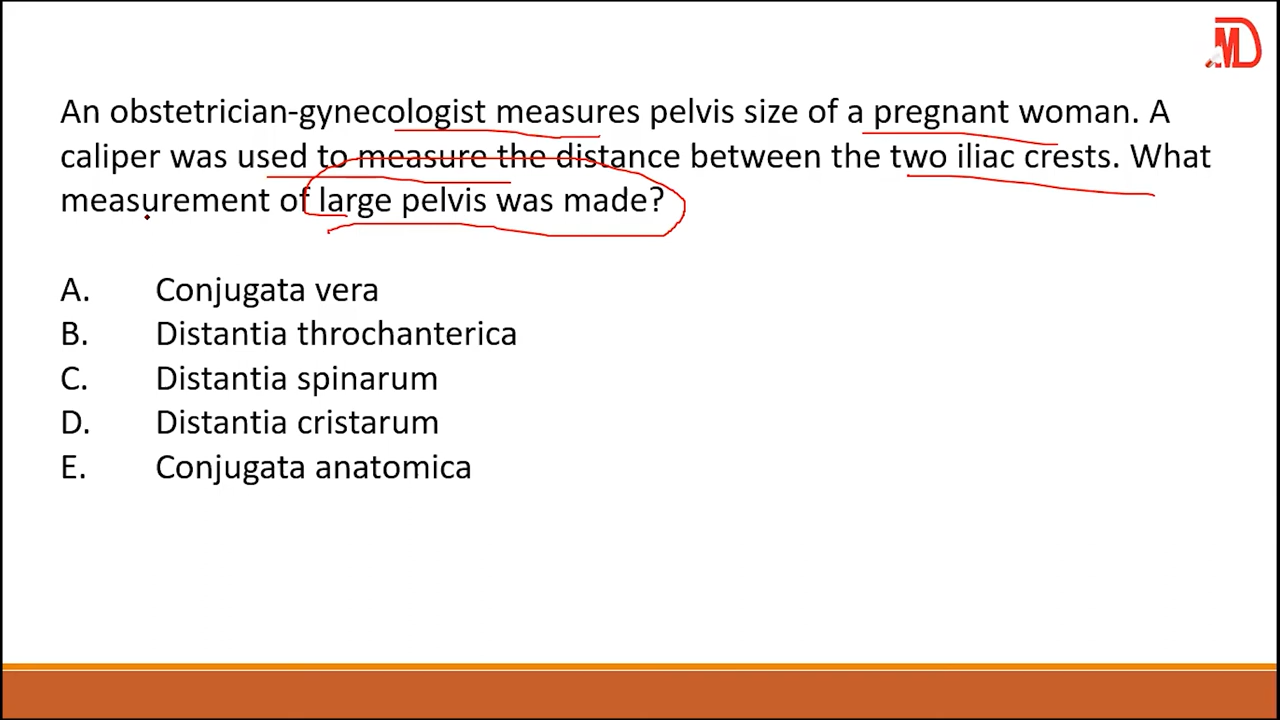 MD
An obstetrician-gynecologist measures pelvis size of a pregnant woman. A
caliper was used to measure the distance between the two iliac crests. What
measurement of large pelvis was made?
A. Conjugata vera
B. Distantia throchanterica
C. Distantia spinarum
D. Distantia cristarum
E. Conjugata anatomica